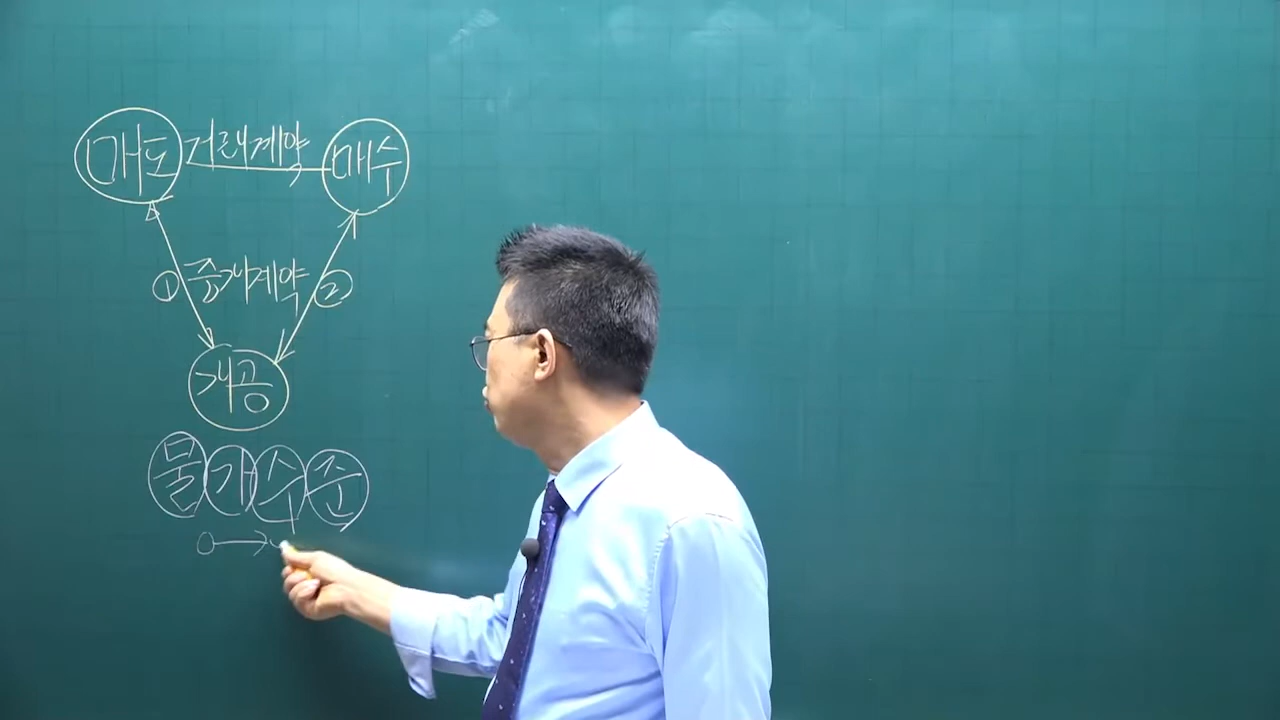 매도 거래계약 매수
① 중개계약 ②
개공
물가수준